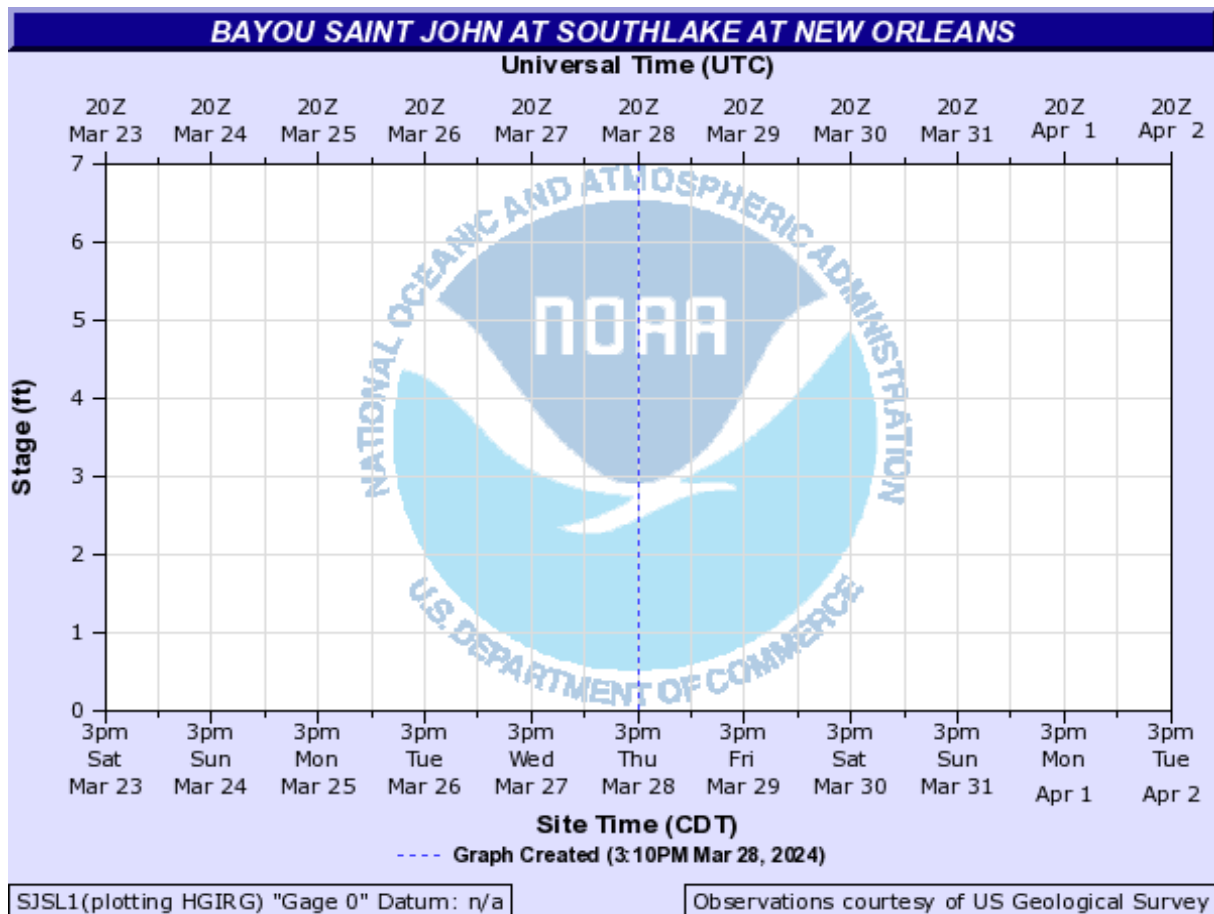 BAYOU SAINT JOHN AT SOUTHLAKE AT NEW ORLEANS
Universal Time (UTC)
20Z 20Z 20Z 20Z 20Z 20Z 20Z 20Z 20Z 20Z 20Z
Mar 23 Mar 24 Mar 25 Mar 26 Mar 27 Mar 28 Mar 29 Mar 30 Mar 31 Apr 1 Apr 2
7
6
5
4
3
2
1
0
Stage (ft)
NATIONAL OCEANIC AND ATMOSPHERIC ADMINISTRATION
NOAA
U.S. DEPARTMENT OF COMMERCE
3pm 3pm 3pm 3pm 3pm 3pm 3pm 3pm 3pm 3pm 3pm
Sat Sun Mon Tue Wed Thu Fri Sat Sun Mon Tue
Mar 23 Mar 24 Mar 25 Mar 26 Mar 27 Mar 28 Mar 29 Mar 30 Mar 31 Apr 1 Apr 2
Site Time (CDT)
---- Graph Created (3:10PM Mar 28, 2024)
SJSL1(plotting HGIRG) "Gage 0" Datum: n/a
Observations courtesy of US Geological Survey